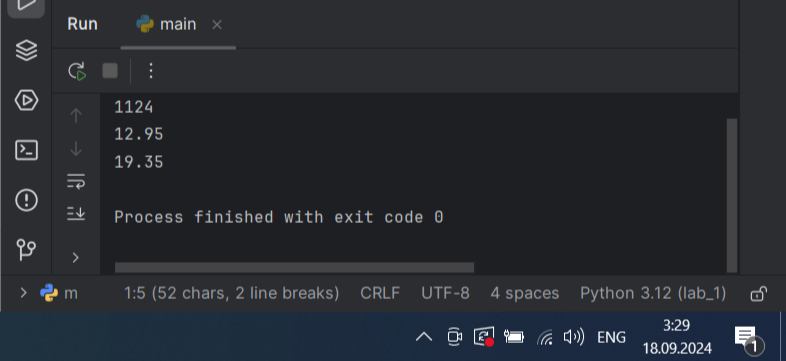 Run main
1124
12.95
19.35
Process finished with exit code 0
m 1:5 (52 chars, 2 line breaks) CRLF UTF-8 4 spaces Python 3.12 (lab_1)
ENG
3:29
18.09.2024
1